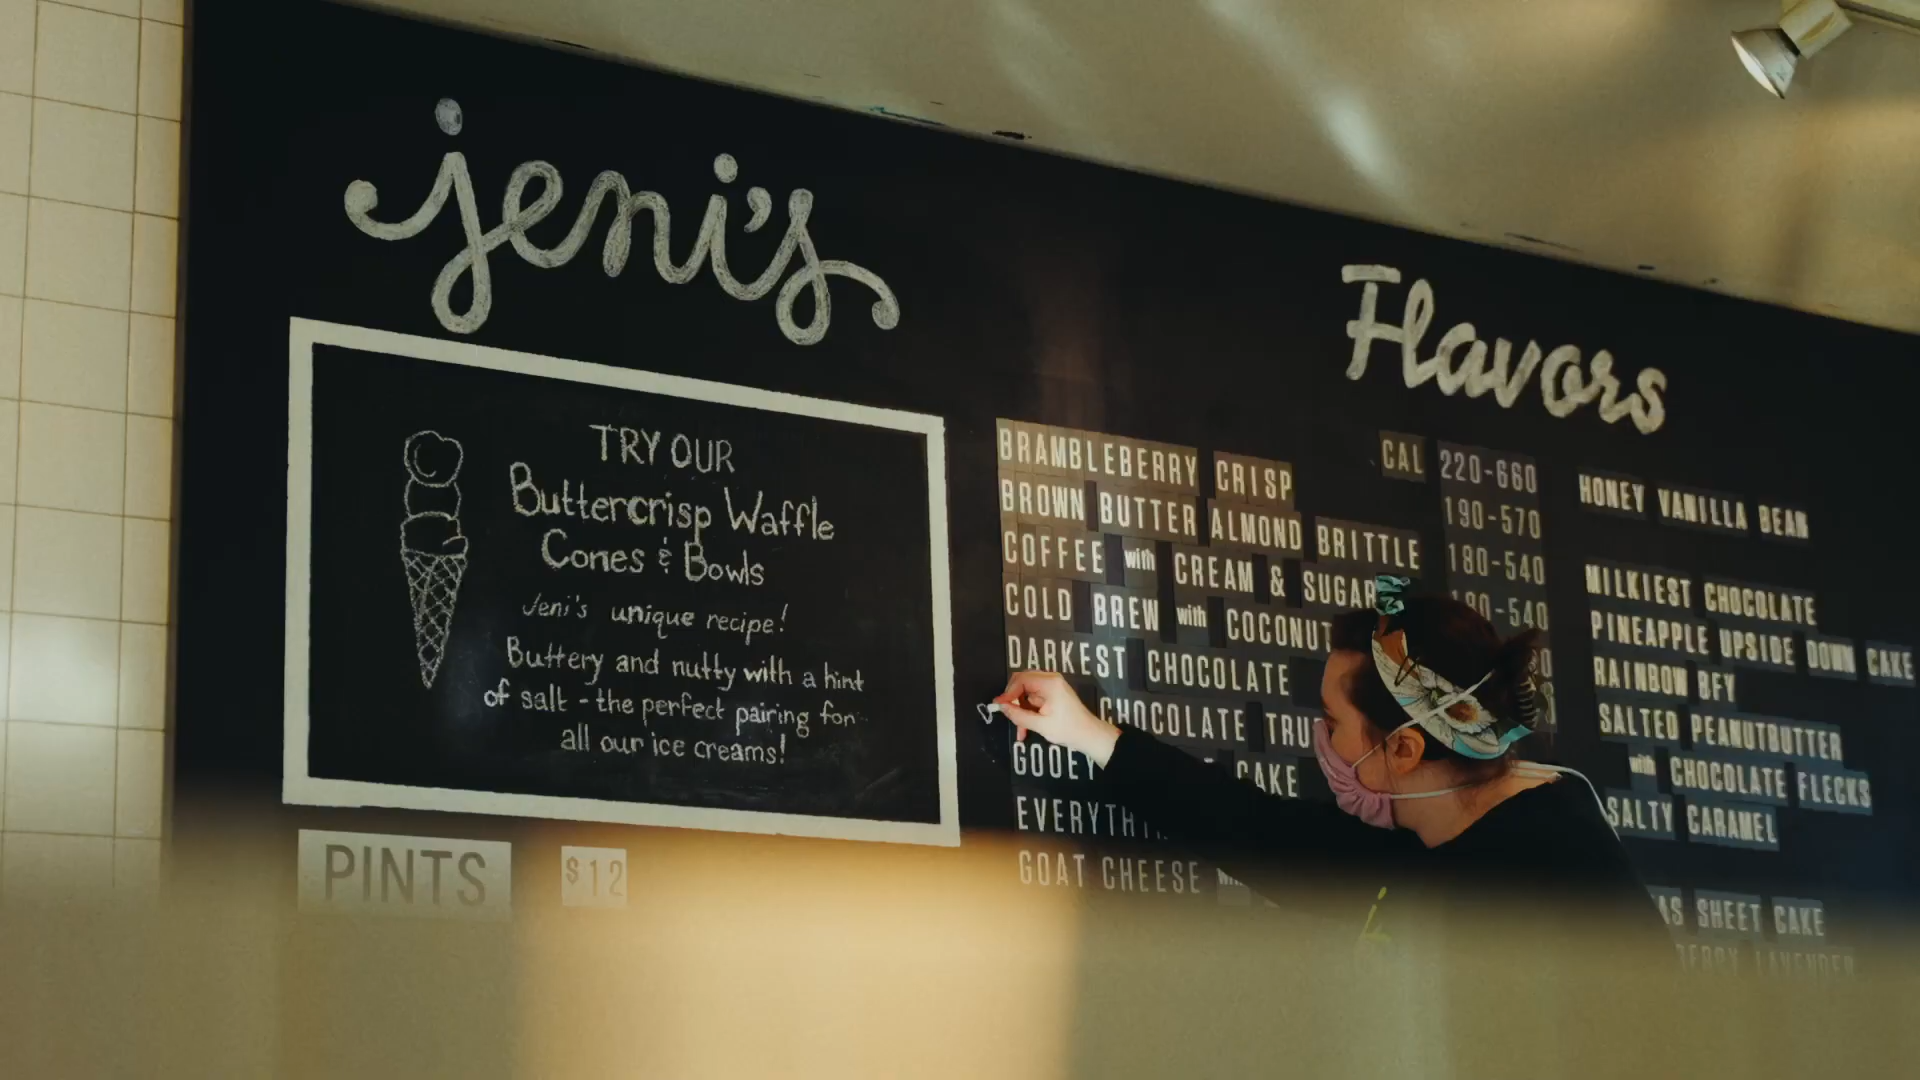 jeni's
TRY OUR
Buttercrisp Waffle
Cones & Bowls
Jeni's unique recipe!
Buttery and nutty with a hint
of salt - the perfect pairing for
all our ice creams!
PINTS $12
Flavors
BRAMBLEBERRY CRISP CAL 220-660
BROWN BUTTER ALMOND BRITTLE 190-570
COFFEE with CREAM & SUGAR 180-540
COLD BREW with COCONUT 180-540
DARKEST CHOCOLATE
CHOCOLATE
GOOEY CAKE
GOAT CHEESE
HONEY VANILLA BEAN
MILKIEST CHOCOLATE
PINEAPPLE UPSIDE DOWN CAKE
RAINBOW BFY
SALTED PEANUTBUTTER
with CHOCOLATE FLECKS
SALTY CARAMEL
SHEET CAKE
LAVENDER